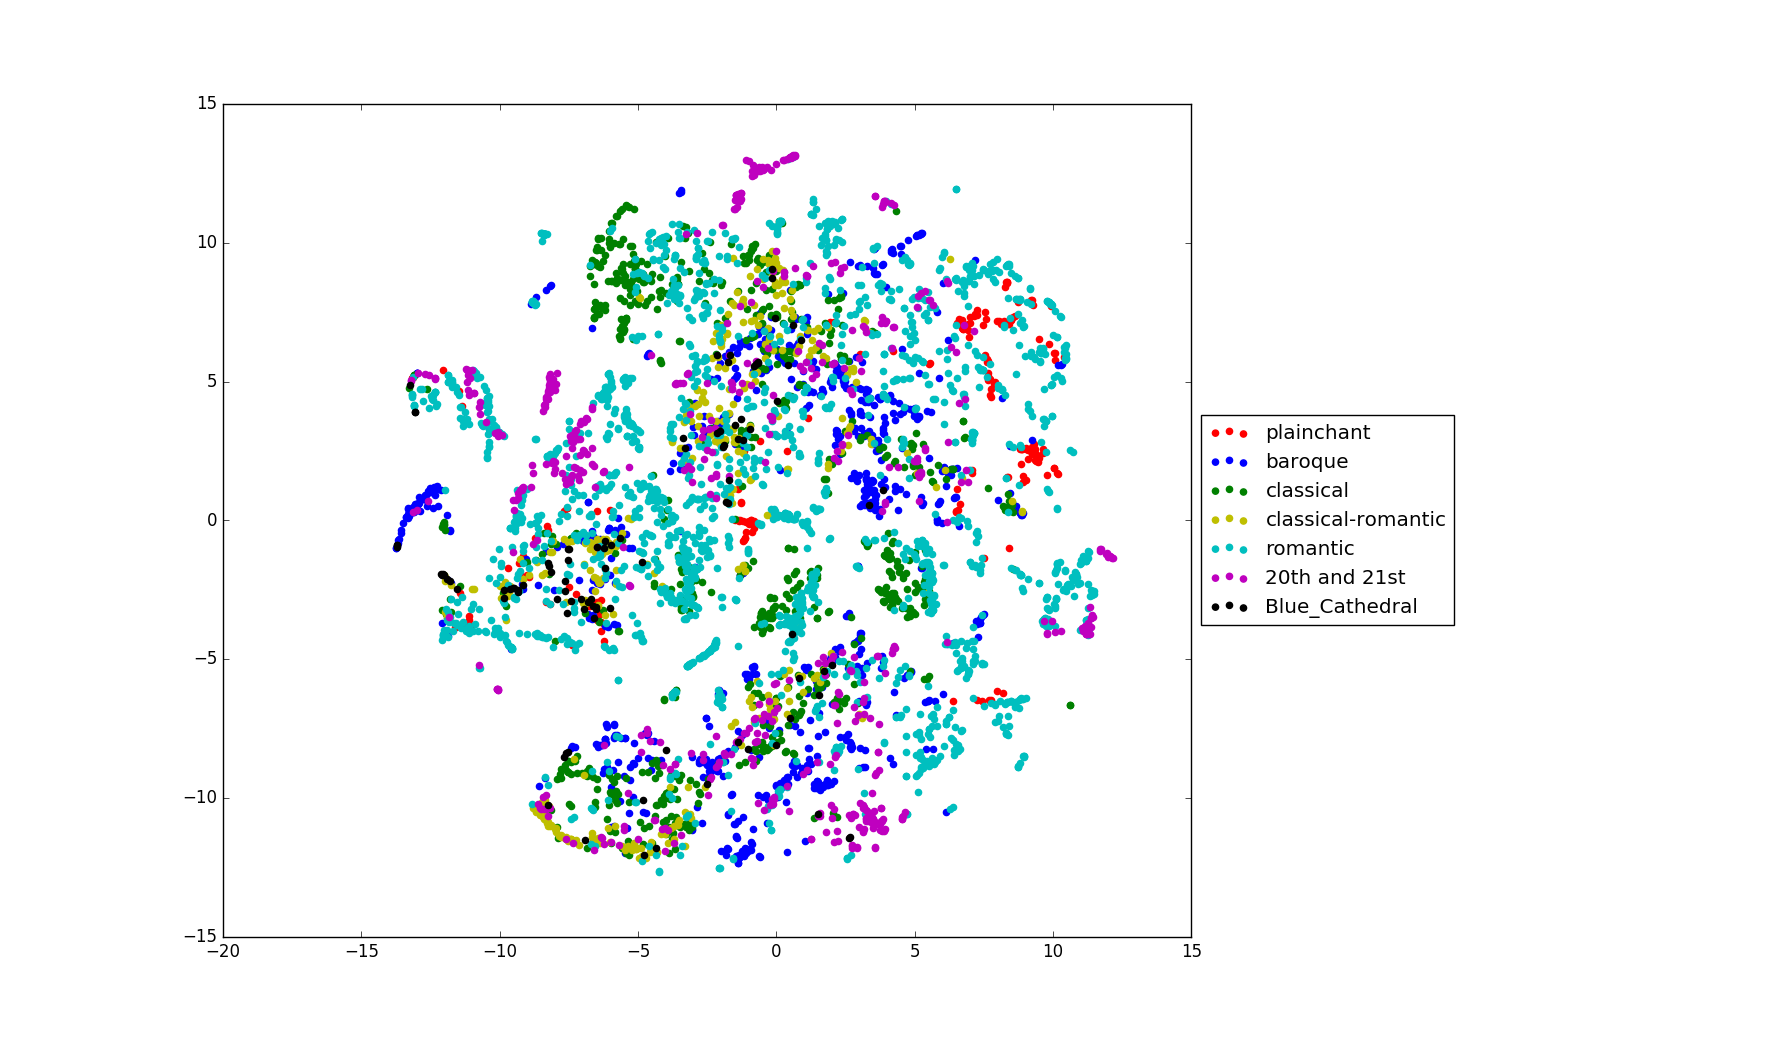 15
10
5
0
−5
−10
−15
−20 −15 −10 −5 0 5 10 15
plainchant
baroque
classical
classical-romantic
romantic
20th and 21st
Blue_Cathedral